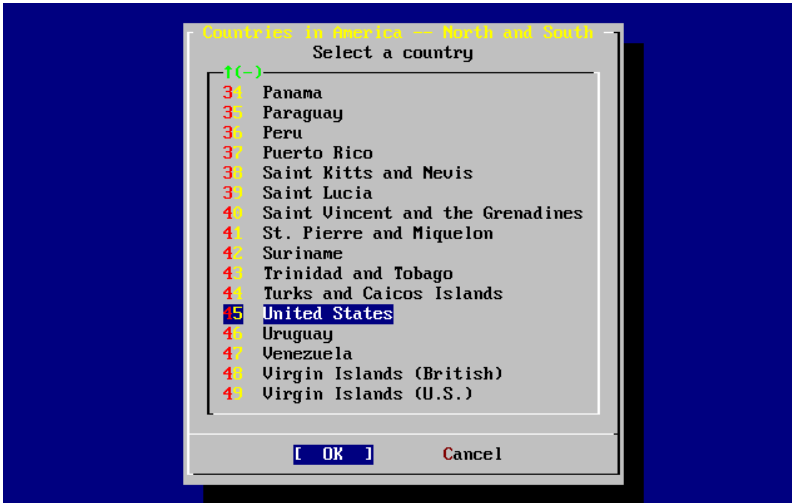 Countries in America -- North and South
Select a country
↑(-)
34 Panama
35 Paraguay
36 Peru
37 Puerto Rico
38 Saint Kitts and Nevis
39 Saint Lucia
40 Saint Vincent and the Grenadines
41 St. Pierre and Miquelon
42 Suriname
43 Trinidad and Tobago
44 Turks and Caicos Islands
45 United States
46 Uruguay
47 Venezuela
48 Virgin Islands (British)
49 Virgin Islands (U.S.)
[ OK ] Cancel